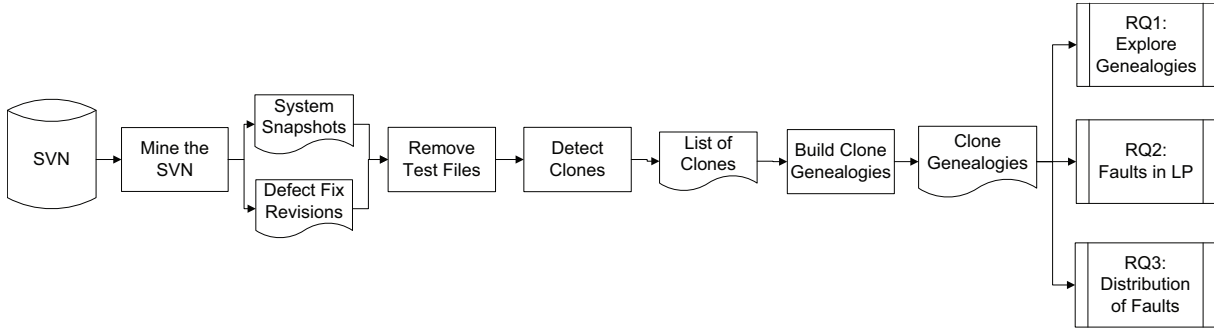 SVN
Mine the
SVN
System
Snapshots
Defect Fix
Revisions
Remove
Test Files
Detect
Clones
List of
Clones
Build Clone
Genealogies
Clone
Genealogies
RQ1:
Explore
Genealogies
RQ2:
Faults in LP
RQ3:
Distribution
of Faults